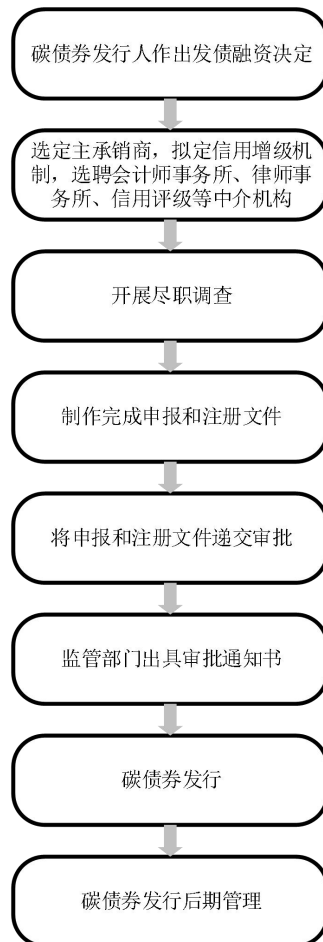 碳债券发行人作出发债融资决定
选定主承销商，拟定信用增级机
制，选聘会计师事务所、律师事
务所、信用评级等中介机构
开展尽职调查
制作完成申报和注册文件
将申报和注册文件递交审批
监管部门出具审批通知书
碳债券发行
碳债券发行后期管理